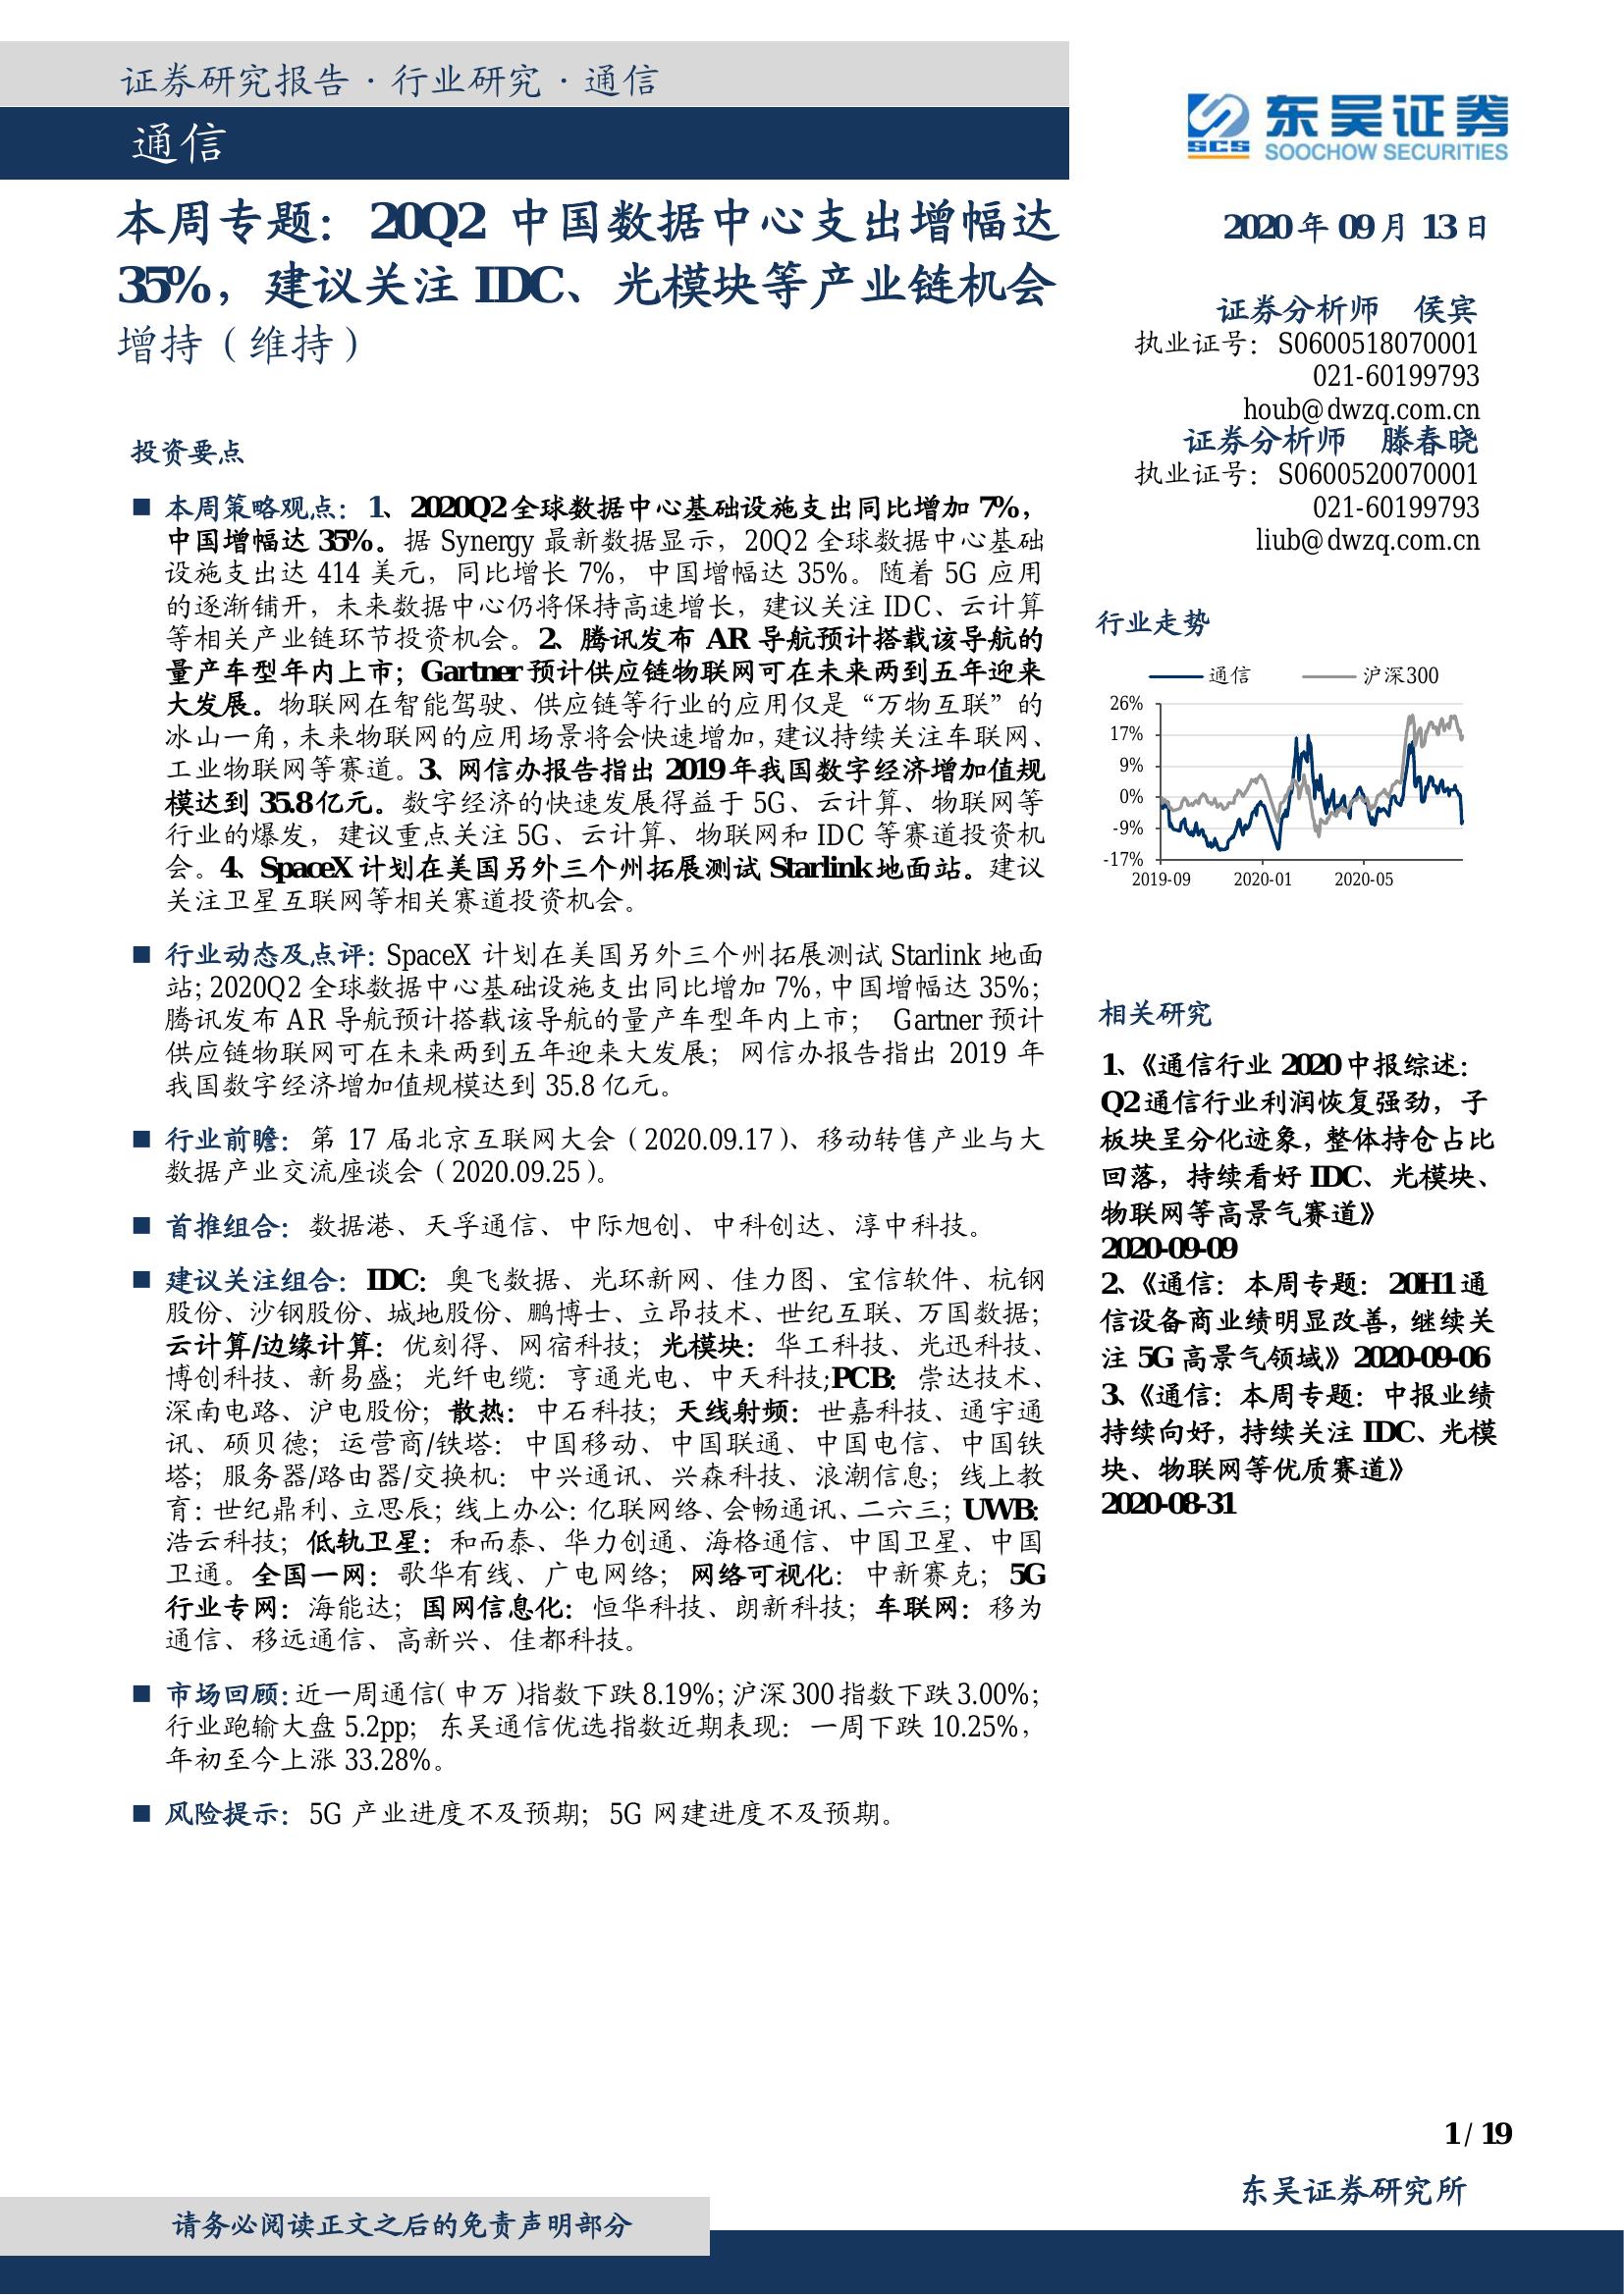 证券研究报告·行业研究·通信
通信
SCS
东吴证券
SOOCHOW SECURITIES
本周专题：20Q2 中国数据中心支出增幅达
35%，建议关注 IDC、光模块等产业链机会
增持（维持）
2020 年 09 月 13 日
证券分析师 侯宾
执业证号：S0600518070001
021-60199793
houb@dwzq.com.cn
证券分析师 滕春晓
执业证号：S0600520070001
021-60199793
liub@dwzq.com.cn
投资要点
■ 本周策略观点：1、2020Q2 全球数据中心基础设施支出同比增加 7%，
中国增幅达 35%。据 Synergy 最新数据显示，20Q2 全球数据中心基础
设施支出达 414 美元，同比增长 7%，中国增幅达 35%。随着 5G 应用
的逐渐铺开，未来数据中心仍将保持高速增长，建议关注 IDC、云计算
等相关产业链环节投资机会。2、腾讯发布 AR 导航预计搭载该导航的
量产车型年内上市；Gartner 预计供应链物联网可在未来两到五年迎来
大发展。物联网在智能驾驶、供应链等行业的应用仅是“万物互联”的
冰山一角，未来物联网的应用场景将会快速增加，建议持续关注车联网、
工业物联网等赛道。3、网信办报告指出 2019 年我国数字经济增加值规
模达到 35.8 亿元。数字经济的快速发展得益于 5G、云计算、物联网等
行业的爆发，建议重点关注 5G、云计算、物联网和 IDC 等赛道投资机
会。4、SpaceX 计划在美国另外三个州拓展测试 Starlink 地面站。建议
关注卫星互联网等相关赛道投资机会。
■ 行业动态及点评：SpaceX 计划在美国另外三个州拓展测试 Starlink 地面
站；2020Q2 全球数据中心基础设施支出同比增加 7%，中国增幅达 35%；
腾讯发布 AR 导航预计搭载该导航的量产车型年内上市； Gartner 预计
供应链物联网可在未来两到五年迎来大发展；网信办报告指出 2019 年
我国数字经济增加值规模达到 35.8 亿元。
■ 行业前瞻：第 17 届北京互联网大会（2020.09.17）、移动转售产业与大
数据产业交流座谈会（2020.09.25）。
■ 首推组合：数据港、天孚通信、中际旭创、中科创达、淳中科技。
■ 建议关注组合：IDC：奥飞数据、光环新网、佳力图、宝信软件、杭钢
股份、沙钢股份、城地股份、鹏博士、立昂技术、世纪互联、万国数据；
云计算/边缘计算：优刻得、网宿科技；光模块：华工科技、光迅科技、
博创科技、新易盛；光纤电缆：亨通光电、中天科技;PCB：崇达技术、
深南电路、沪电股份；散热：中石科技；天线射频：世嘉科技、通宇通
讯、硕贝德；运营商/铁塔：中国移动、中国联通、中国电信、中国铁
塔；服务器/路由器/交换机：中兴通讯、兴森科技、浪潮信息；线上教
育：世纪鼎利、立思辰；线上办公：亿联网络、会畅通讯、二六三；UWB：
浩云科技；低轨卫星：和而泰、华力创通、海格通信、中国卫星、中国
卫通。全国一网：歌华有线、广电网络；网络可视化：中新赛克；5G
行业专网：海能达；国网信息化：恒华科技、朗新科技；车联网：移为
通信、移远通信、高新兴、佳都科技。
■ 市场回顾：近一周通信（申万）指数下跌 8.19%；沪深 300 指数下跌 3.00%；
行业跑输大盘 5.2pp；东吴通信优选指数近期表现：一周下跌 10.25%，
年初至今上涨 33.28%。
■ 风险提示：5G 产业进度不及预期；5G 网建进度不及预期。
行业走势
通信 沪深300
26%
17%
9%
0%
-9%
-17%
2019-09 2020-01 2020-05
相关研究
1、《通信行业 2020 中报综述：
Q2 通信行业利润恢复强劲，子
板块呈分化迹象，整体持仓占比
回落，持续看好 IDC、光模块、
物联网等高景气赛道》
2020-09-09
2、《通信：本周专题：20H1 通
信设备商业绩明显改善，继续关
注 5G 高景气领域》2020-09-06
3、《通信：本周专题：中报业绩
持续向好，持续关注 IDC、光模
块、物联网等优质赛道》
2020-08-31
1 / 19
东吴证券研究所
请务必阅读正文之后的免责声明部分